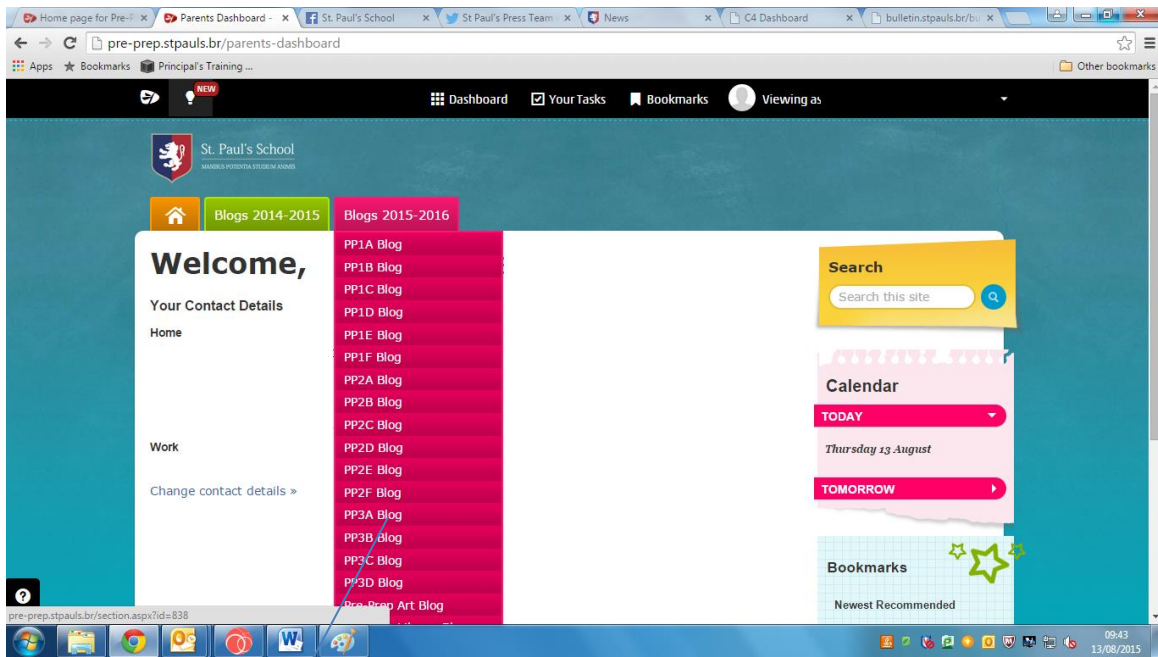 Home page for Pre-P
Parents Dashboard -
St. Paul's School
St Paul's Press Team
News
C4 Dashboard
bulletin.stpauls.br/bu
pre-prep.stpauls.br/parents-dashboard
Apps
Bookmarks
Principal's Training ...
Other bookmarks
NEW
Dashboard
Your Tasks
Bookmarks
Viewing as
St. Paul's School
MANIBUS POTENTIA STUDIUM ANIMIS
Blogs 2014-2015
Blogs 2015-2016
Welcome,
Your Contact Details
Home
Work
Change contact details »
PP1A Blog
PP1B Blog
PP1C Blog
PP1D Blog
PP1E Blog
PP1F Blog
PP2A Blog
PP2B Blog
PP2C Blog
PP2D Blog
PP2E Blog
PP2F Blog
PP3A Blog
PP3B Blog
PP3C Blog
PP3D Blog
Pre-Prep Art Blog
Search
Search this site
Calendar
TODAY
Thursday 13 August
TOMORROW
Bookmarks
Newest Recommended
pre-prep.stpauls.br/section.aspx?id=838
09:43
13/08/2015